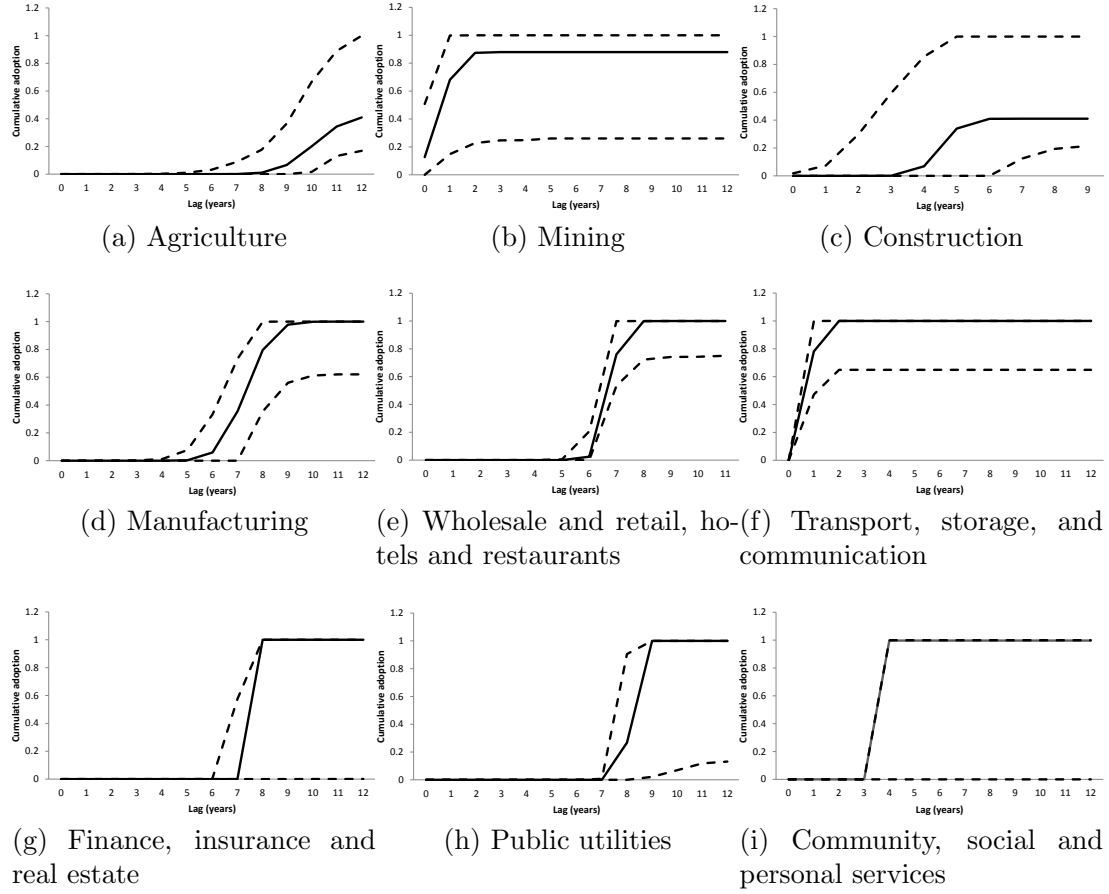 1.2
1
0.8
0.6
0.4
0.2
0
Cumulative adoption
0 1 2 3 4 5 6 7 8 9 10 11 12
Lag (years)
(a) Agriculture
1.2
1
0.8
0.6
0.4
0.2
0
Cumulative adoption
0 1 2 3 4 5 6 7 8 9 10 11 12
Lag (years)
(b) Mining
1.2
1
0.8
0.6
0.4
0.2
0
Cumulative adoption
0 1 2 3 4 5 6 7 8 9
Lag (years)
(c) Construction
1.2
1
0.8
0.6
0.4
0.2
0
Cumulative adoption
0 1 2 3 4 5 6 7 8 9 10 11 12
Lag (years)
(d) Manufacturing
1.2
1
0.8
0.6
0.4
0.2
0
Cumulative adoption
0 1 2 3 4 5 6 7 8 9 10 11
Lag (years)
(e) Wholesale and retail, ho-
tels and restaurants
1.2
1
0.8
0.6
0.4
0.2
0
Cumulative adoption
0 1 2 3 4 5 6 7 8 9 10 11 12
Lag (years)
(f) Transport, storage, and
communication
1.2
1
0.8
0.6
0.4
0.2
0
Cumulative adoption
0 1 2 3 4 5 6 7 8 9 10 11 12
Lag (years)
(g) Finance, insurance and
real estate
1.2
1
0.8
0.6
0.4
0.2
0
Cumulative adoption
0 1 2 3 4 5 6 7 8 9 10 11 12
Lag (years)
(h) Public utilities
1.2
1
0.8
0.6
0.4
0.2
0
Cumulative adoption
0 1 2 3 4 5 6 7 8 9 10 11 12
Lag (years)
(i) Community, social and
personal services